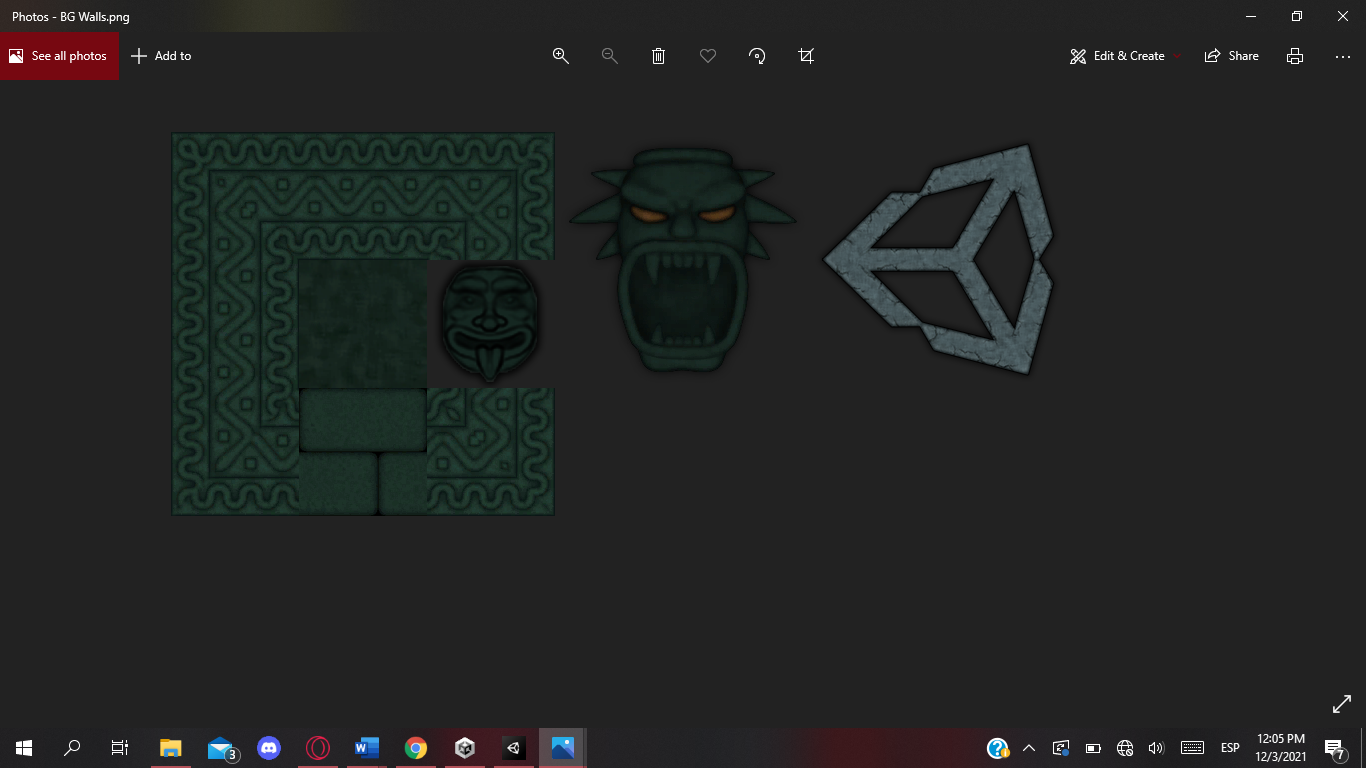 Photos - BG Walls.png
See all photos
Add to
Edit & Create
Share
3
W
ESP
12:05 PM
12/3/2021
7